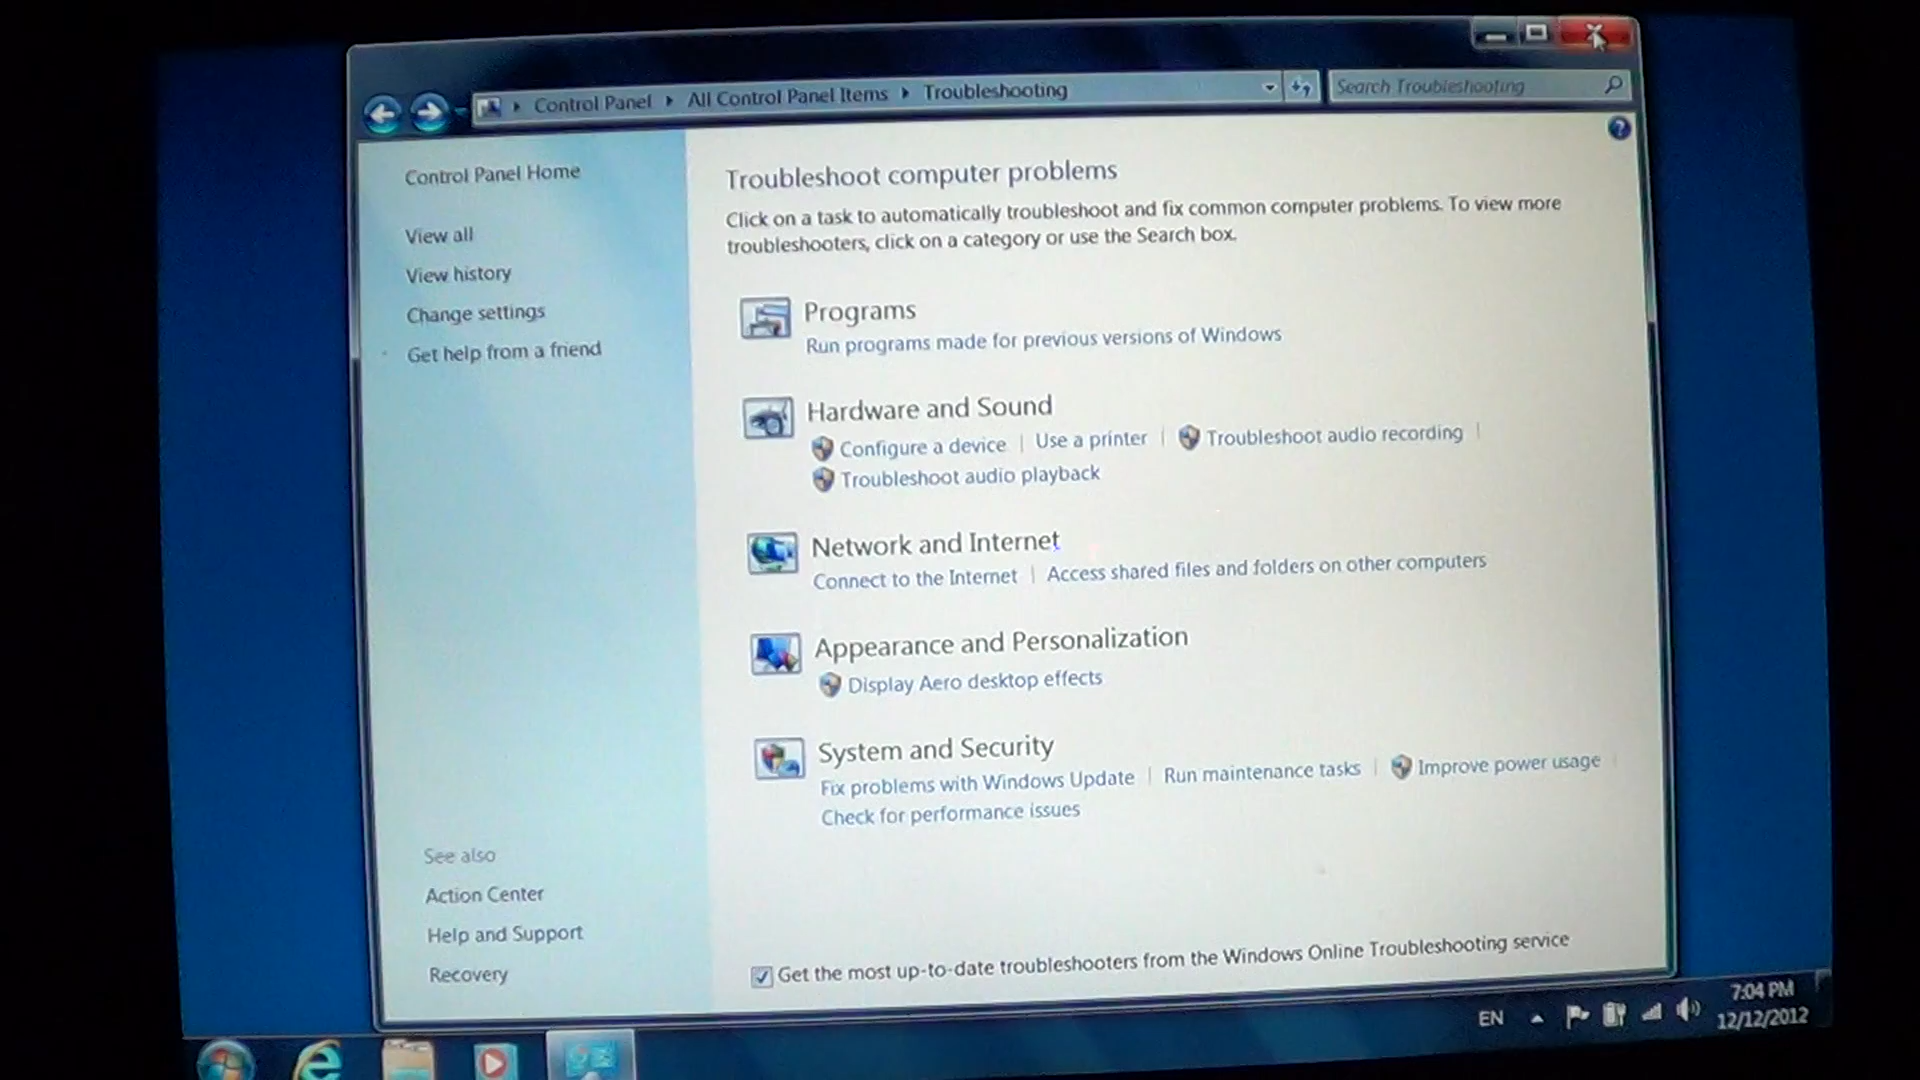 Control Panel ▸ All Control Panel Items ▸ Troubleshooting
Search Troubleshooting
Control Panel Home
View all
View history
Change settings
Get help from a friend
Troubleshoot computer problems
Click on a task to automatically troubleshoot and fix common computer problems. To view more
troubleshooters, click on a category or use the Search box.
Programs
Run programs made for previous versions of Windows
Hardware and Sound
Configure a device | Use a printer | Troubleshoot audio recording |
Troubleshoot audio playback
Network and Internet
Connect to the Internet | Access shared files and folders on other computers
Appearance and Personalization
Display Aero desktop effects
System and Security
Fix problems with Windows Update | Run maintenance tasks | Improve power usage
Check for performance issues
See also
Action Center
Help and Support
Recovery
Get the most up-to-date troubleshooters from the Windows Online Troubleshooting service
EN
7:04 PM
12/12/2012